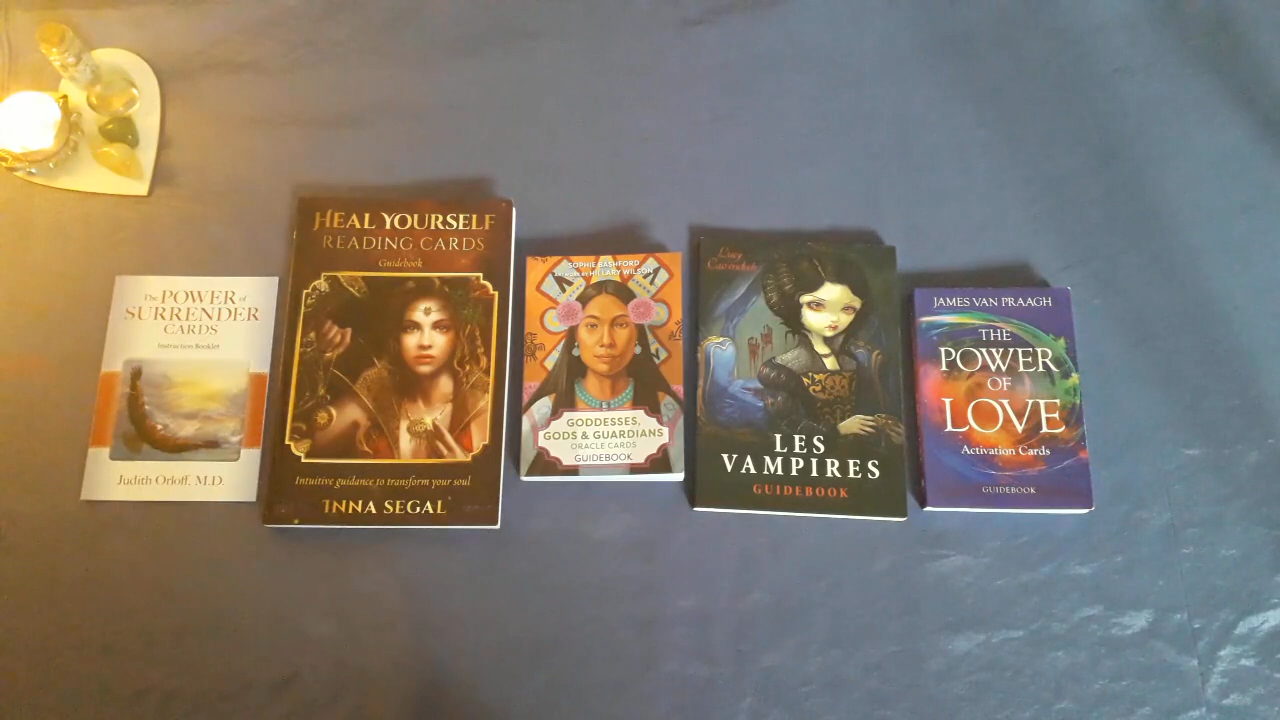 The POWER of
SURRENDER
CARDS
Instruction Booklet
Judith Orloff, M.D.
HEAL YOURSELF
READING CARDS
Guidebook
Intuitive guidance to transform your soul
INNA SEGAL
SOPHIE BASHFORD
ARTWORK BY HILLARY WILSON
GODDESSES,
GODS & GUARDIANS
ORACLE CARDS
GUIDEBOOK
Lucy
Cavendish
LES
VAMPIRES
GUIDEBOOK
JAMES VAN PRAAGH
THE
POWER
OF
LOVE
Activation Cards
GUIDEBOOK